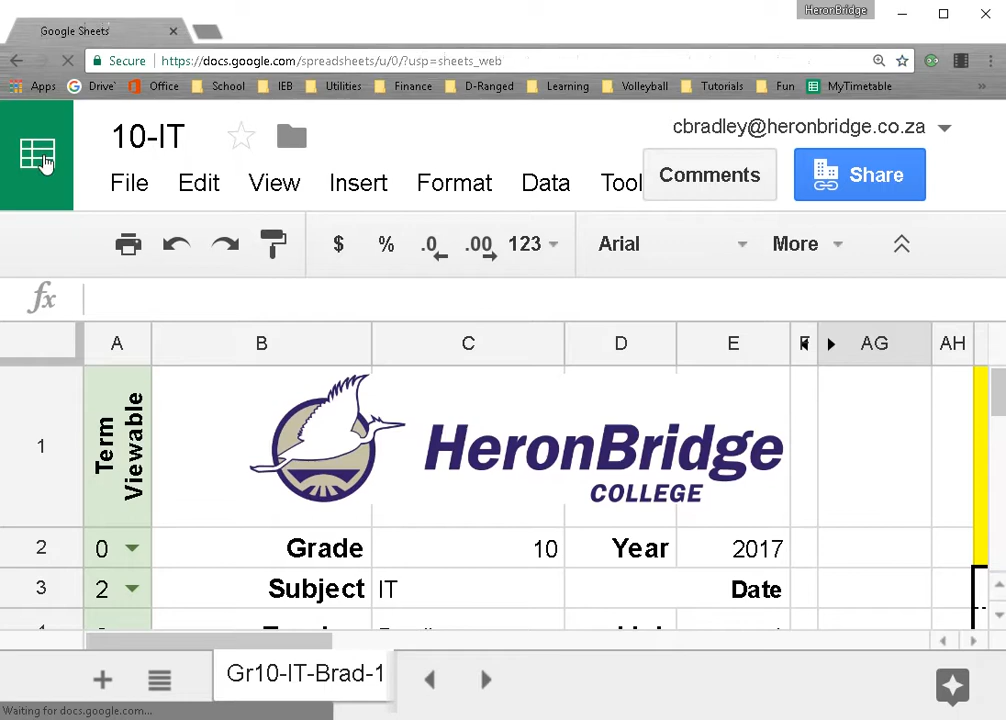 HeronBridge
Google Sheets
Secure https://docs.google.com/spreadsheets/u/0/?usp=sheets_web
Apps Drive Office School IEB Utilities Finance D-Ranged Learning Volleyball Tutorials Fun MyTimetable »
10-IT
cbradley@heronbridge.co.za
File Edit View Insert Format Data Tool
Comments Share
$ % .0 .00 123 Arial More
fx
A B C D E AG AH
1 Term Viewable
HeronBridge
COLLEGE
2 0 Grade 10 Year 2017
3 2 Subject IT Date
Gr10-IT-Brad-1
Waiting for docs.google.com...